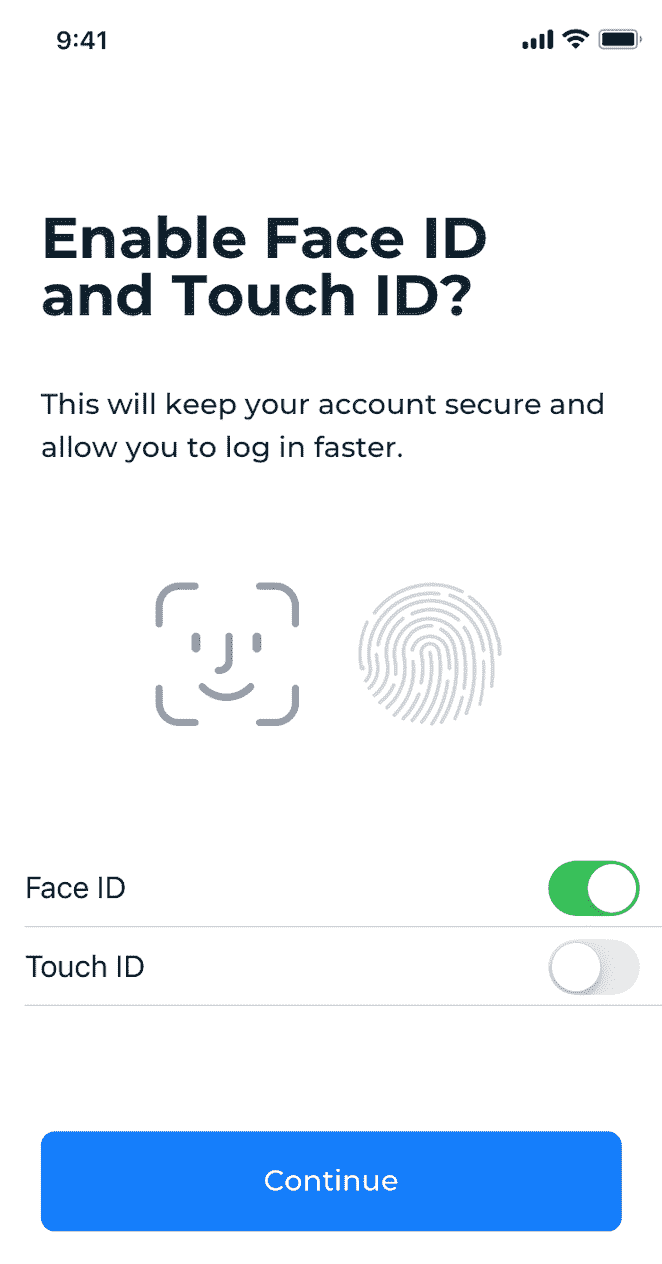 9:41
Enable Face ID
and Touch ID?
This will keep your account secure and
allow you to log in faster.
Face ID
Touch ID
Continue